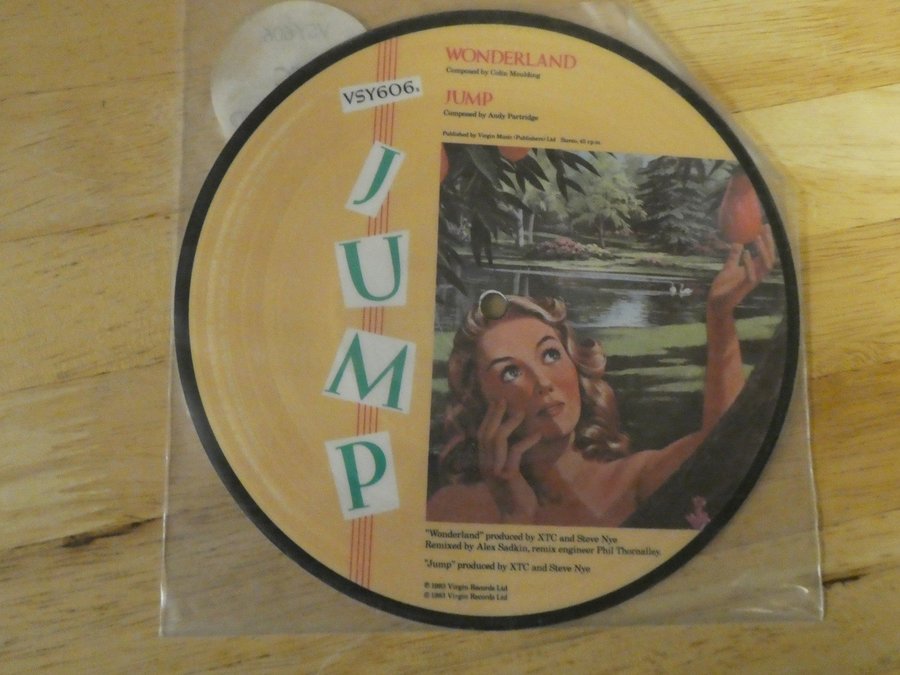 VSY606.
WONDERLAND
Composed by Colin Moulding
JUMP
Composed by Andy Partridge
Published by Virgin Music (Publishers) Ltd Stereo, 45 r.p.m.
J
U
M
P
"Wonderland" produced by XTC and Steve Nye
Remixed by Alex Sadkin, remix engineer Phil Thornalley.
"Jump" produced by XTC and Steve Nye
℗ 1983 Virgin Records Ltd
© 1983 Virgin Records Ltd